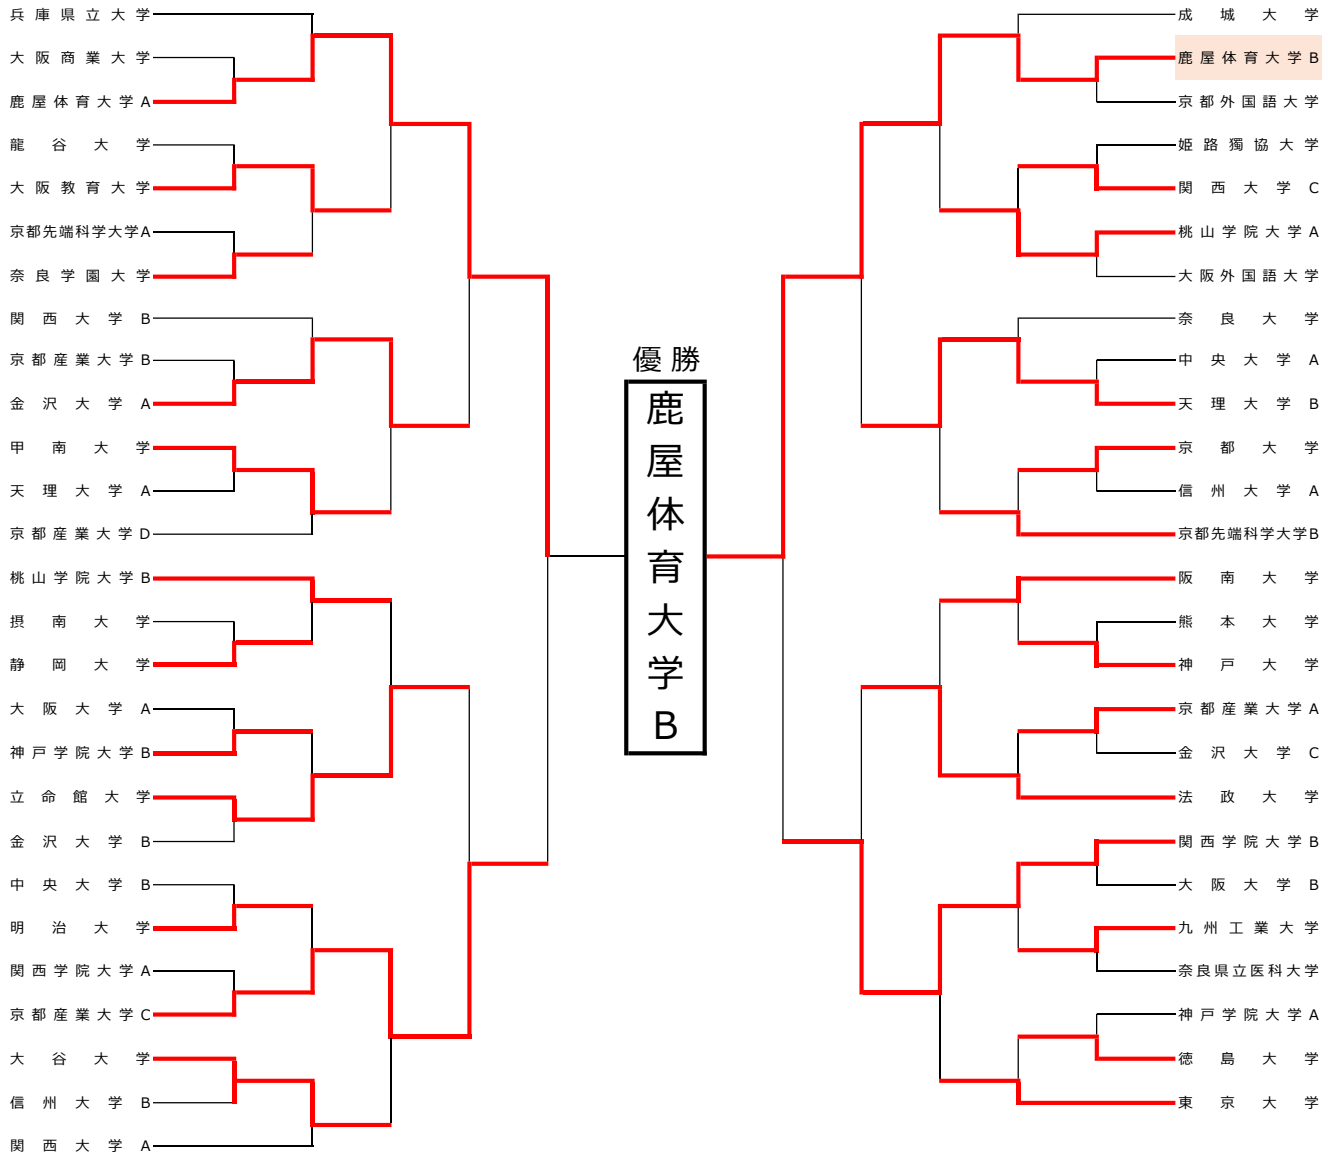 兵庫県立大学
大阪商業大学
鹿屋体育大学A
龍谷大学
大阪教育大学
京都先端科学大学A
奈良学園大学
関西大学B
京都産業大学B
金沢大学A
甲南大学
天理大学A
京都産業大学D
桃山学院大学B
摂南大学
静岡大学
大阪大学A
神戸学院大学B
立命館大学
金沢大学B
中央大学B
明治大学
関西学院大学A
京都産業大学C
大谷大学
信州大学B
関西大学A
優勝
鹿屋体育大学B
成城大学
鹿屋体育大学B
京都外国語大学
姫路獨協大学
関西大学C
桃山学院大学A
大阪外国語大学
奈良大学
中央大学A
天理大学B
京都大学
信州大学A
京都先端科学大学B
阪南大学
熊本大学
神戸大学
京都産業大学A
金沢大学C
法政大学
関西学院大学B
大阪大学B
九州工業大学
奈良県立医科大学
神戸学院大学A
徳島大学
東京大学